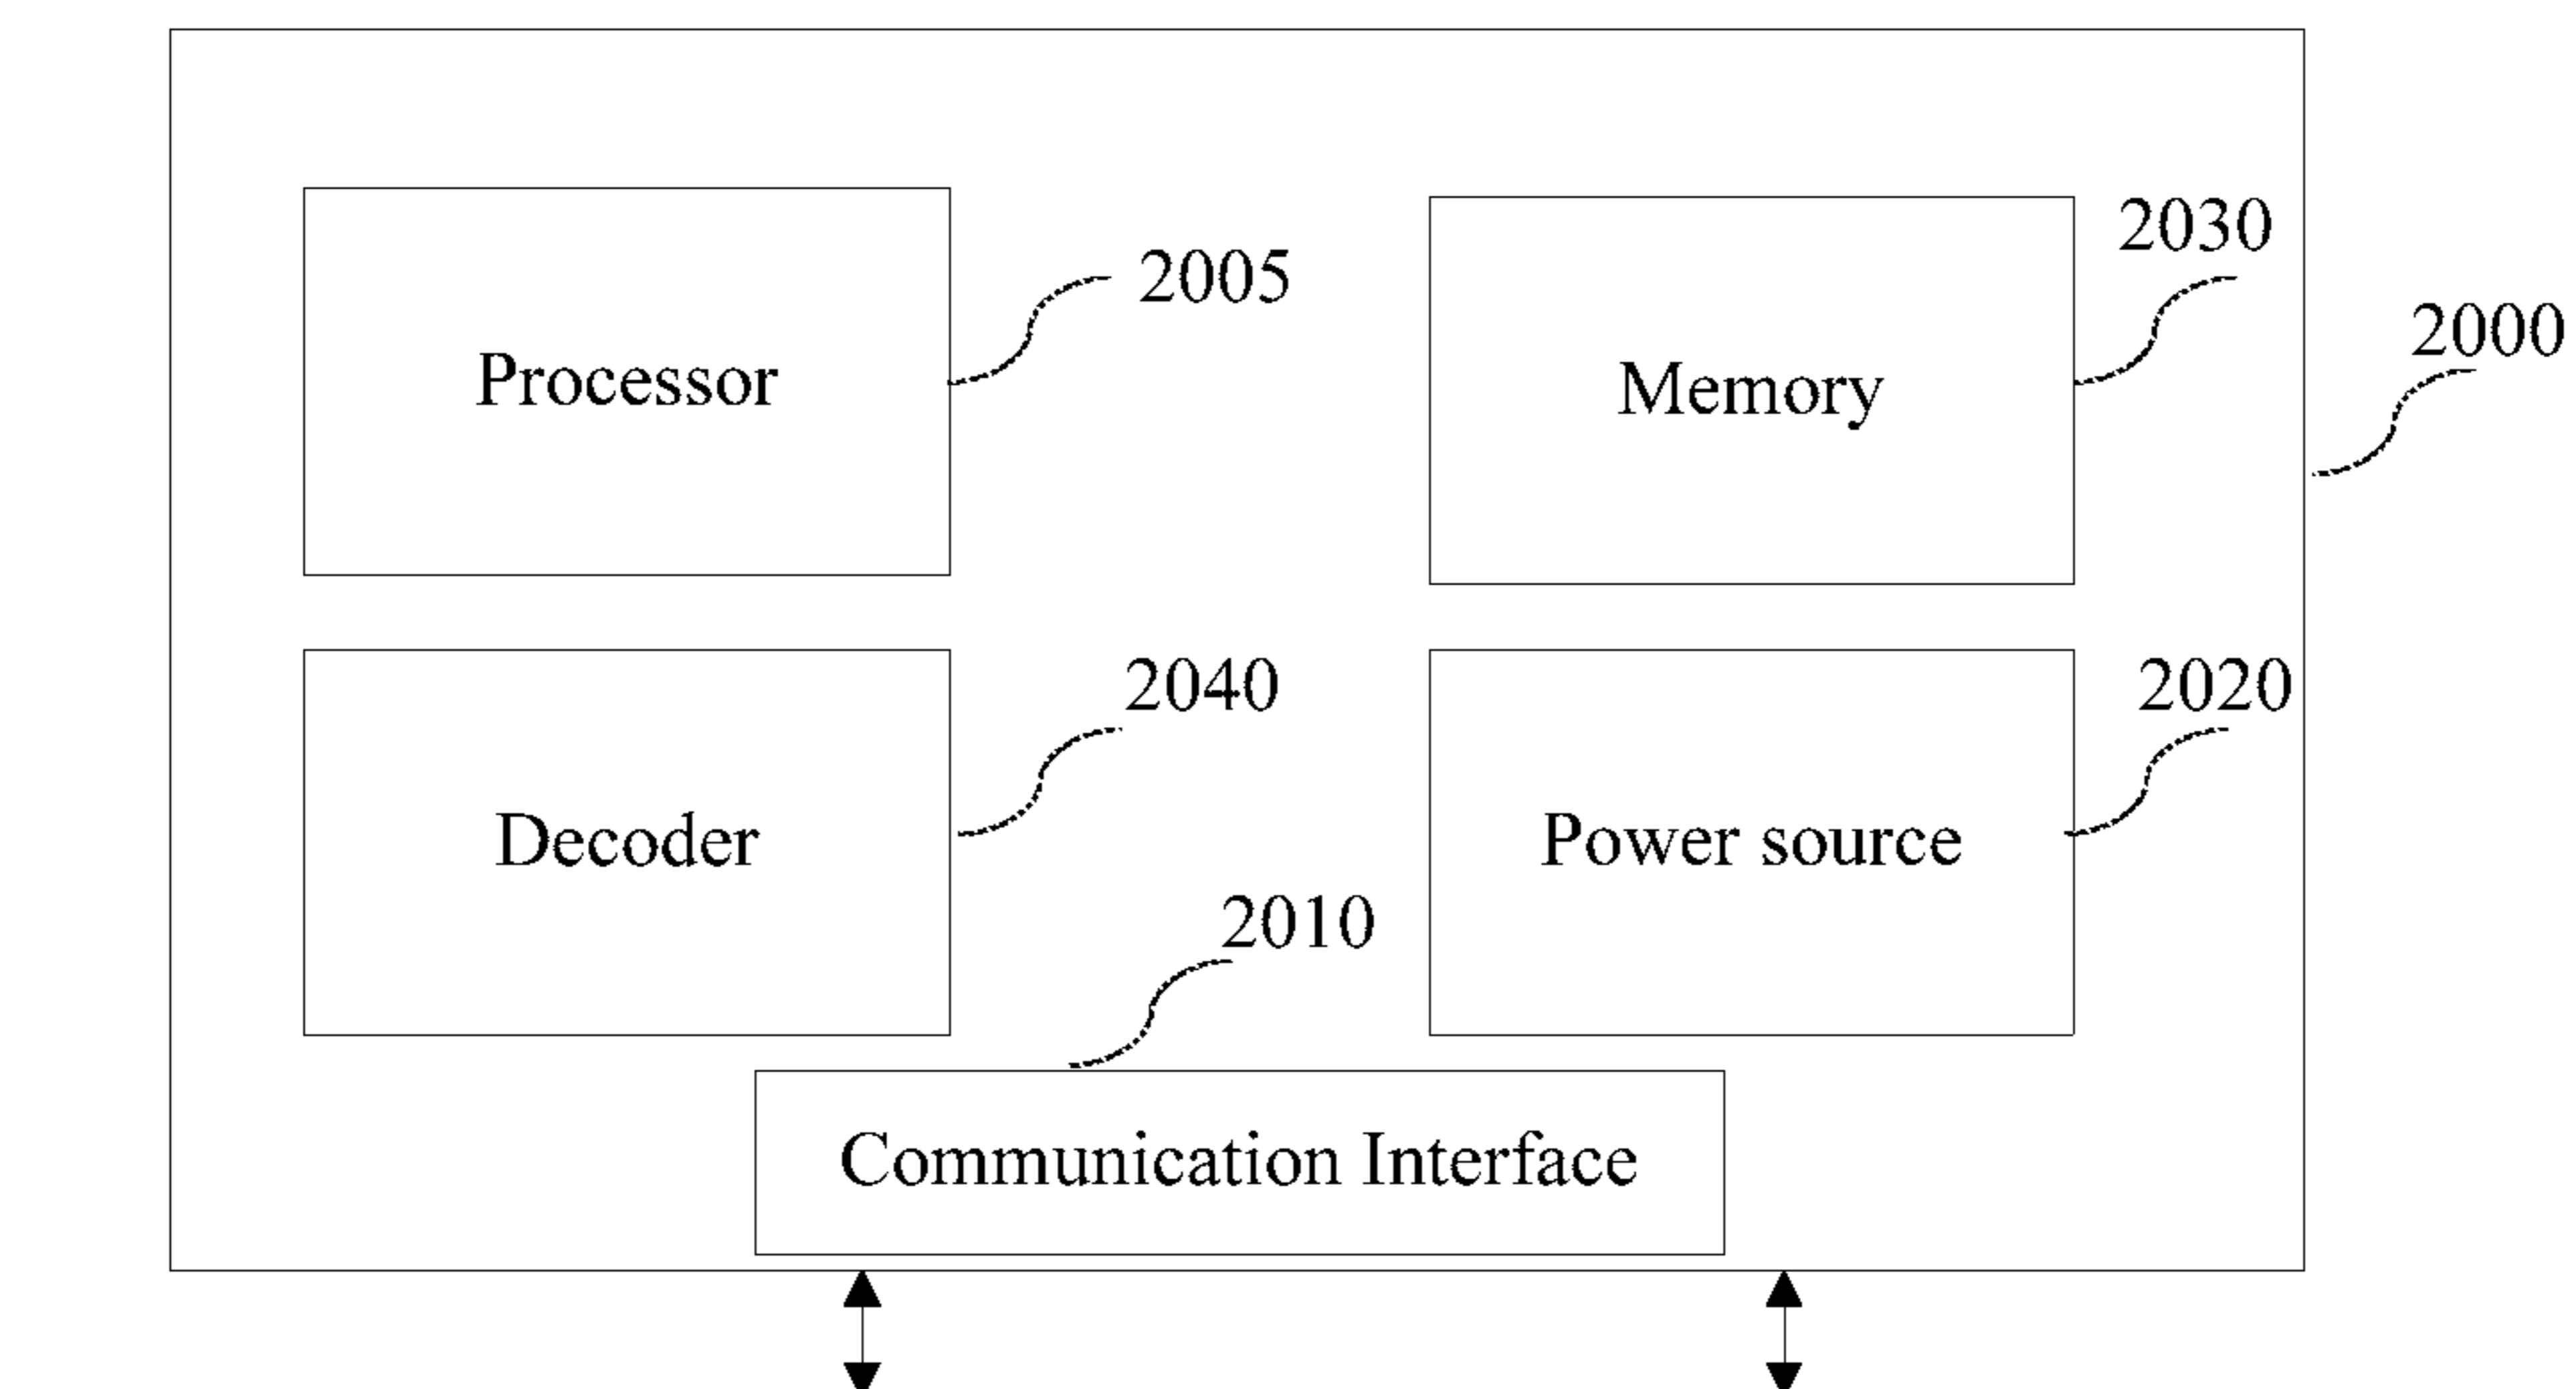 2030
2005
2000
Processor
Memory
2040
2020
Decoder
Power source
2010
Communication Interface